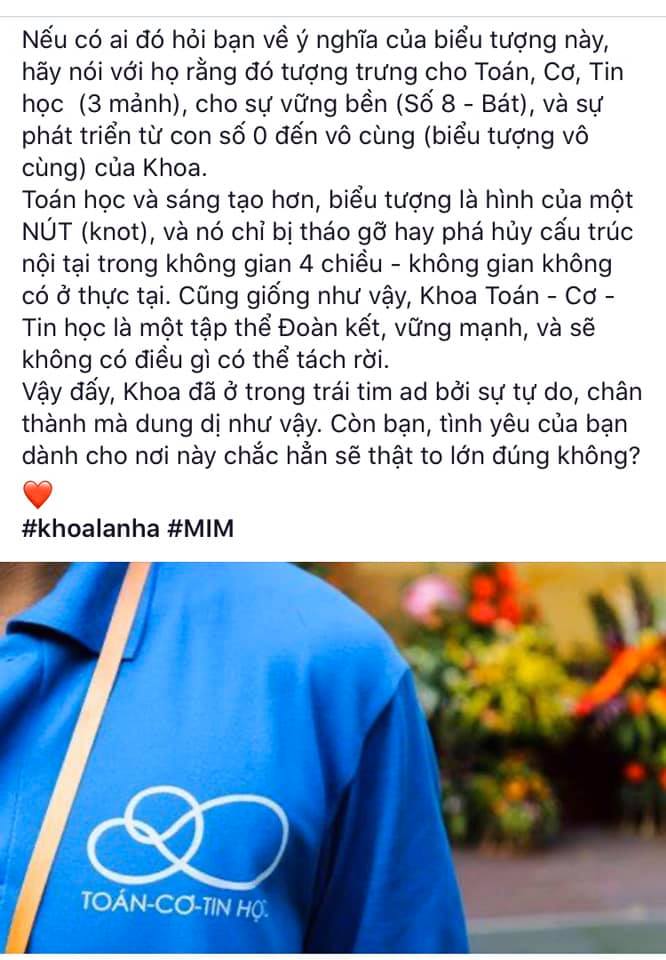 Nếu có ai đó hỏi bạn về ý nghĩa của biểu tượng này,
hãy nói với họ rằng đó tượng trưng cho Toán, Cơ, Tin
học (3 mảnh), cho sự vững bền (Số 8 - Bát), và sự
phát triển từ con số 0 đến vô cùng (biểu tượng vô
cùng) của Khoa.
Toán học và sáng tạo hơn, biểu tượng là hình của một
NÚT (knot), và nó chỉ bị tháo gỡ hay phá hủy cấu trúc
nội tại trong không gian 4 chiều - không gian không
có ở thực tại. Cũng giống như vậy, Khoa Toán - Cơ -
Tin học là một tập thể Đoàn kết, vững mạnh, và sẽ
không có điều gì có thể tách rời.
Vậy đấy, Khoa đã ở trong trái tim ad bởi sự tự do, chân
thành mà dung dị như vậy. Còn bạn, tình yêu của bạn
dành cho nơi này chắc hẳn sẽ thật to lớn đúng không?
❤️
#khoalanha #MIM
TOÁN-CƠ-TIN HỌC